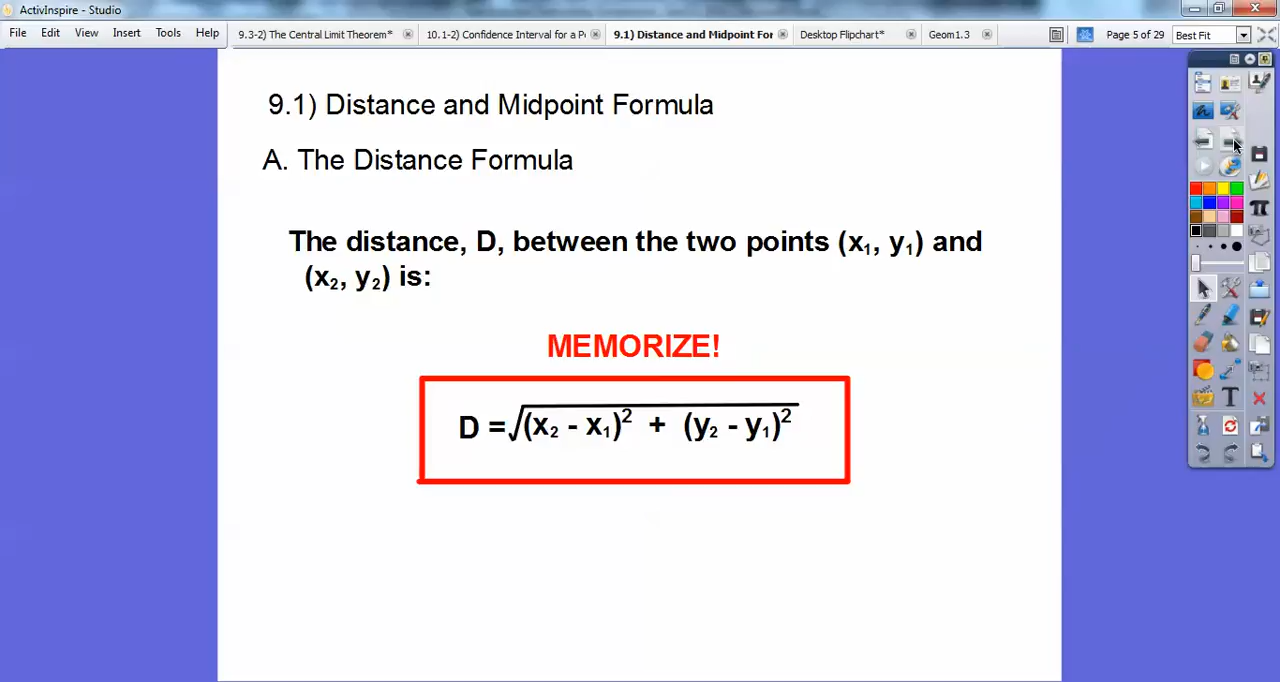 ActivInspire - Studio
File Edit View Insert Tools Help
9.3-2) The Central Limit Theorem* 10.1-2) Confidence Interval for a P 9.1) Distance and Midpoint For Desktop Flipchart* Geom1.3 Page 5 of 29 Best Fit
9.1) Distance and Midpoint Formula
A. The Distance Formula
The distance, D, between the two points (x₁, y₁) and
(x₂, y₂) is:
MEMORIZE!
D = √(x₂ - x₁)² + (y₂ - y₁)²